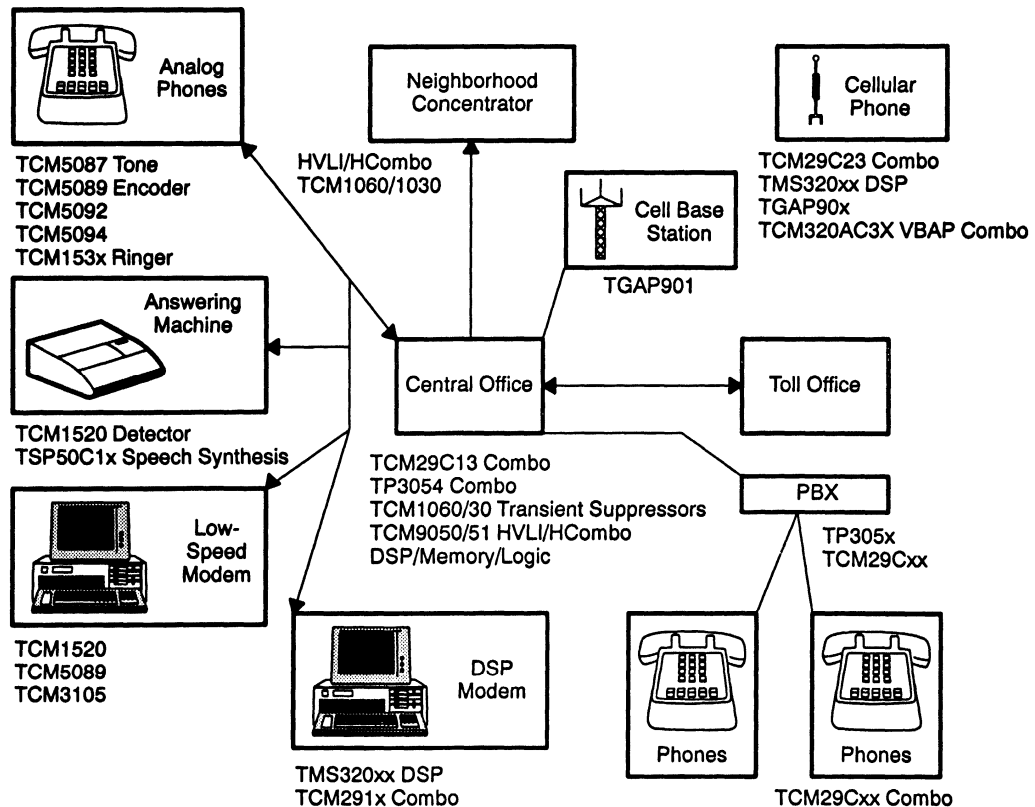 Analog
Phones
TCM5087 Tone
TCM5089 Encoder
TCM5092
TCM5094
TCM153x Ringer
Neighborhood
Concentrator
HVLI/HCombo
TCM1060/1030
Cellular
Phone
TCM29C23 Combo
TMS320xx DSP
TGAP90x
TCM320AC3X VBAP Combo
Cell Base
Station
TGAP901
Answering
Machine
TCM1520 Detector
TSP50C1x Speech Synthesis
Central Office
TCM29C13 Combo
TP3054 Combo
TCM1060/30 Transient Suppressors
TCM9050/51 HVLI/HCombo
DSP/Memory/Logic
Toll Office
PBX
TP305x
TCM29Cxx
Low-
Speed
Modem
TCM1520
TCM5089
TCM3105
DSP
Modem
TMS320xx DSP
TCM291x Combo
Phones
Phones
TCM29Cxx Combo